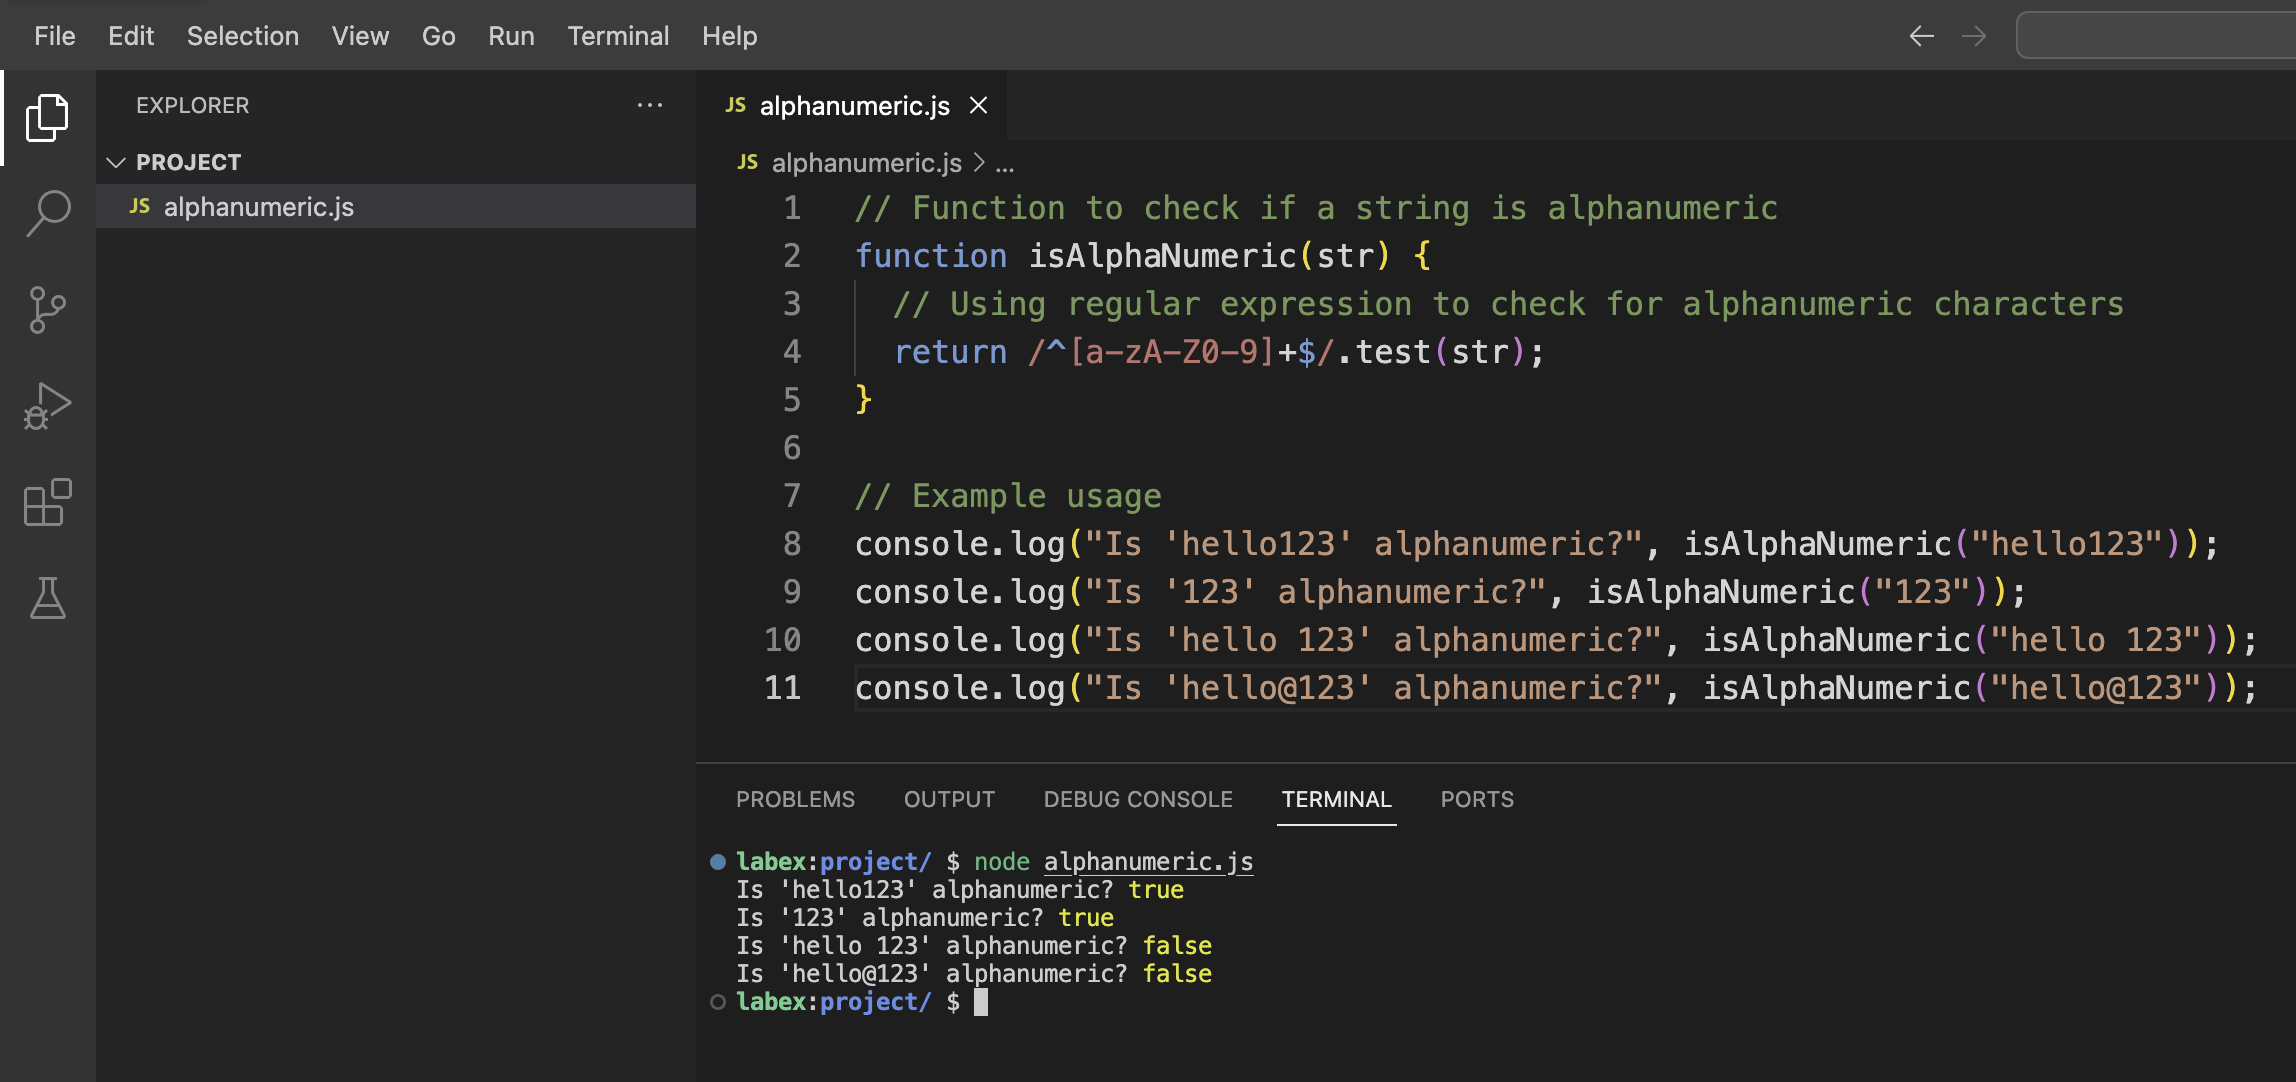 File Edit Selection View Go Run Terminal Help
EXPLORER ...
PROJECT
JS alphanumeric.js
JS alphanumeric.js
JS alphanumeric.js > ...
1 // Function to check if a string is alphanumeric
2 function isAlphaNumeric(str) {
3 // Using regular expression to check for alphanumeric characters
4 return /^[a-zA-Z0-9]+$/.test(str);
5 }
6
7 // Example usage
8 console.log("Is 'hello123' alphanumeric?", isAlphaNumeric("hello123"));
9 console.log("Is '123' alphanumeric?", isAlphaNumeric("123"));
10 console.log("Is 'hello 123' alphanumeric?", isAlphaNumeric("hello 123"));
11 console.log("Is 'hello@123' alphanumeric?", isAlphaNumeric("hello@123"));
PROBLEMS OUTPUT DEBUG CONSOLE TERMINAL PORTS
labex:project/ $ node alphanumeric.js
Is 'hello123' alphanumeric? true
Is '123' alphanumeric? true
Is 'hello 123' alphanumeric? false
Is 'hello@123' alphanumeric? false
labex:project/ $